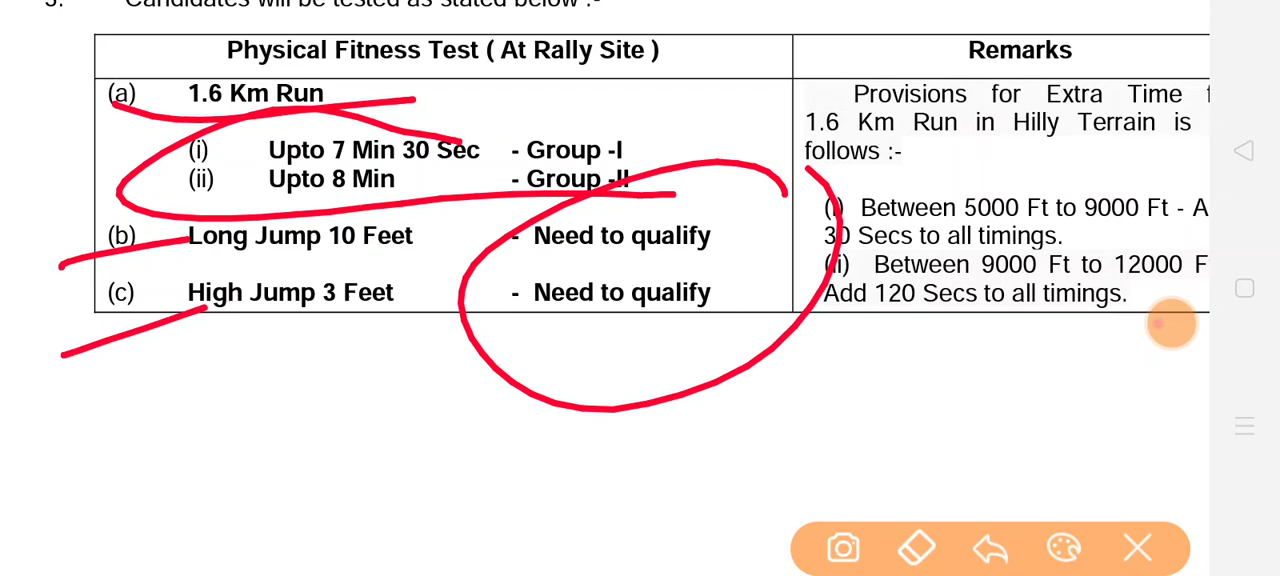 Candidates will be tested as stated below :-
Physical Fitness Test ( At Rally Site )
Remarks
(a) 1.6 Km Run
(i) Upto 7 Min 30 Sec - Group -I
(ii) Upto 8 Min - Group -II
(b) Long Jump 10 Feet - Need to qualify
(c) High Jump 3 Feet - Need to qualify
Provisions for Extra Time
1.6 Km Run in Hilly Terrain is
follows :-
(i) Between 5000 Ft to 9000 Ft - A
30 Secs to all timings.
(ii) Between 9000 Ft to 12000 F
Add 120 Secs to all timings.